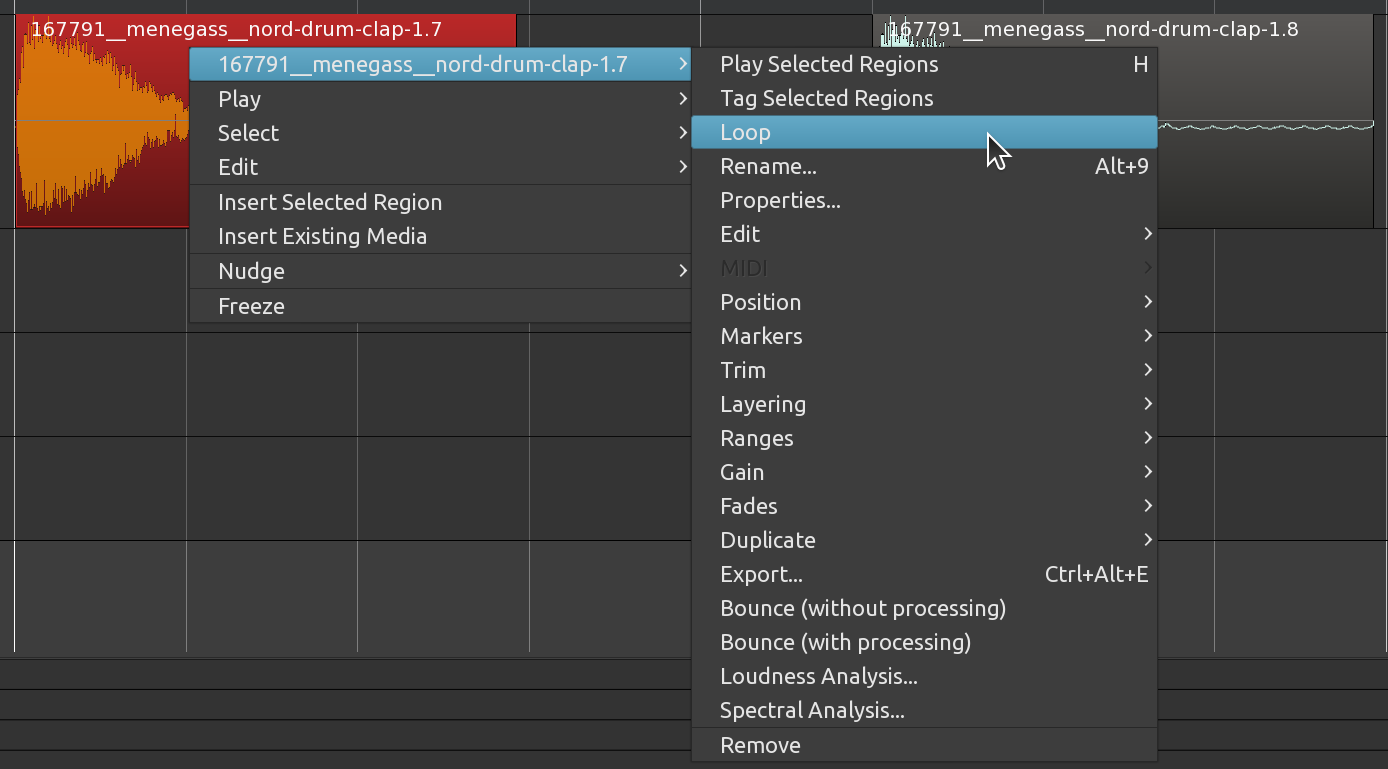 167791__menegass__nord-drum-clap-1.7
167791__menegass__nord-drum-clap-1.8
167791__menegass__nord-drum-clap-1.7
Play
Select
Edit
Insert Selected Region
Insert Existing Media
Nudge
Freeze
Play Selected Regions H
Tag Selected Regions
Loop
Rename... Alt+9
Properties...
Edit
MIDI
Position
Markers
Trim
Layering
Ranges
Gain
Fades
Duplicate
Export... Ctrl+Alt+E
Bounce (without processing)
Bounce (with processing)
Loudness Analysis...
Spectral Analysis...
Remove